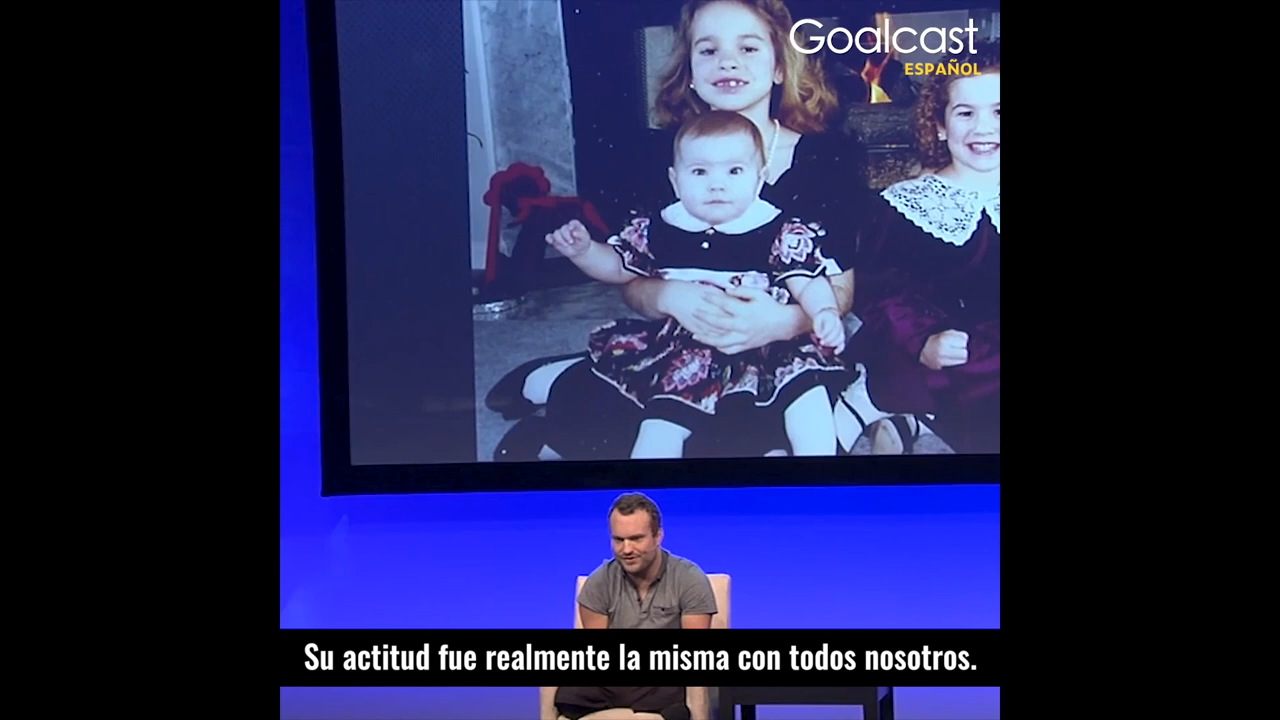 Goalcast
ESPAÑOL
Su actitud fue realmente la misma con todos nosotros.